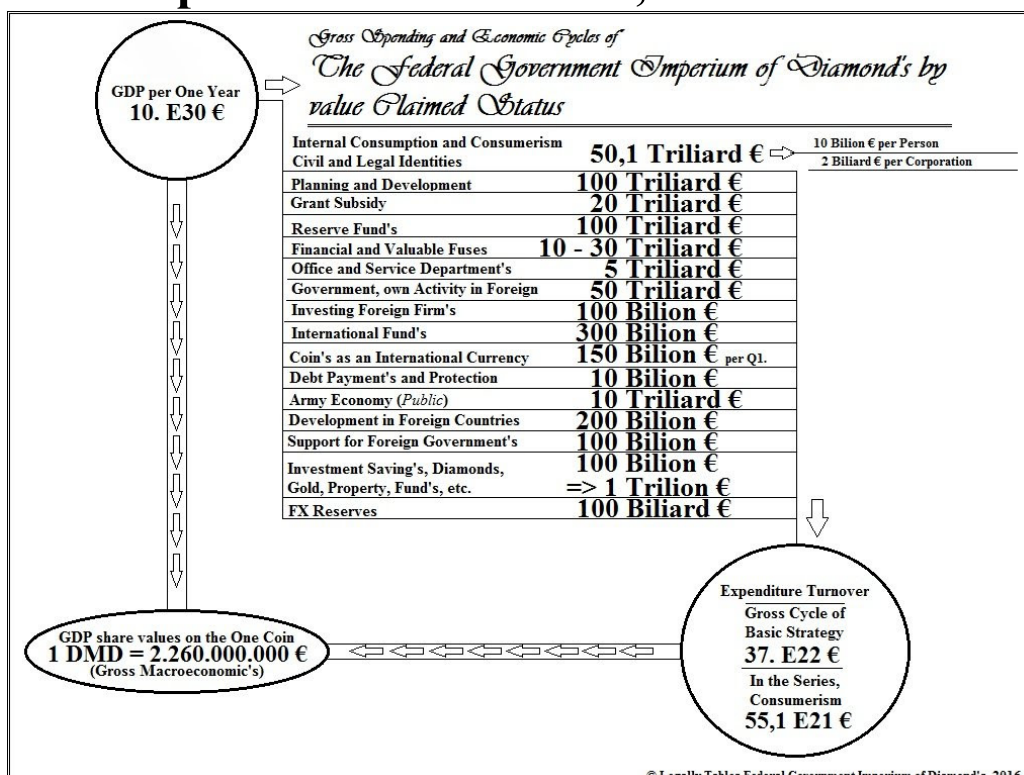 GDP per One Year
10. E30 €
Gross Spending and Economic Cycles of
The Federal Government Imperium of Diamond's by
value Claimed Status
Internal Consumption and Consumerism
Civil and Legal Identities
50,1 Triliard €
10 Bilion € per Person
2 Biliard € per Corporation
Planning and Development 100 Triliard €
Grant Subsidy 20 Triliard €
Reserve Fund's 100 Triliard €
Financial and Valuable Fuses 10 - 30 Triliard €
Office and Service Department's 5 Triliard €
Government, own Activity in Foreign 50 Triliard €
Investing Foreign Firm's 100 Bilion €
International Fund's 300 Bilion €
Coin's as an International Currency 150 Bilion € per Q1.
Debt Payment's and Protection 10 Bilion €
Army Economy (Public) 10 Triliard €
Development in Foreign Countries 200 Bilion €
Support for Foreign Government's 100 Bilion €
Investment Saving's, Diamonds, 100 Bilion €
Gold, Property, Fund's, etc. => 1 Trilion €
FX Reserves 100 Biliard €
Expenditure Turnover
Gross Cycle of
Basic Strategy
37. E22 €
In the Series,
Consumerism
55,1 E21 €
GDP share values on the One Coin
1 DMD = 2.260.000.000 €
(Gross Macroeconomic's)
© Legally Tables Federal Government Imperium of Diamond's, 2016